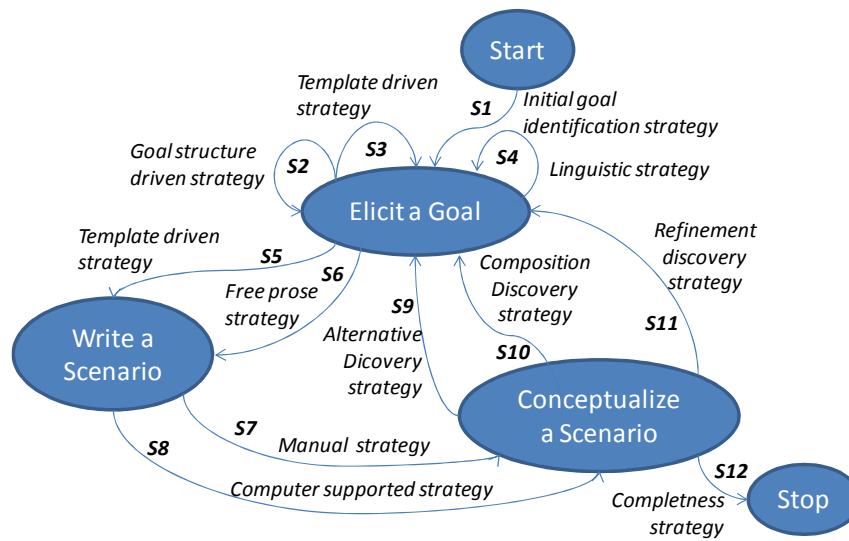 Start
Template driven
strategy
S1
Initial goal
identification strategy
S2
S3
S4
Goal structure
driven strategy
Linguistic strategy
Elicit a Goal
Template driven
strategy
S5
S6
Free prose
strategy
Composition
Discovery
strategy
Refinement
discovery
strategy
S9
Alternative
Dicovery
strategy
S10
S11
Write a
Scenario
Conceptualize
a Scenario
S7
Manual strategy
S8
Computer supported strategy
S12
Completness
strategy
Stop